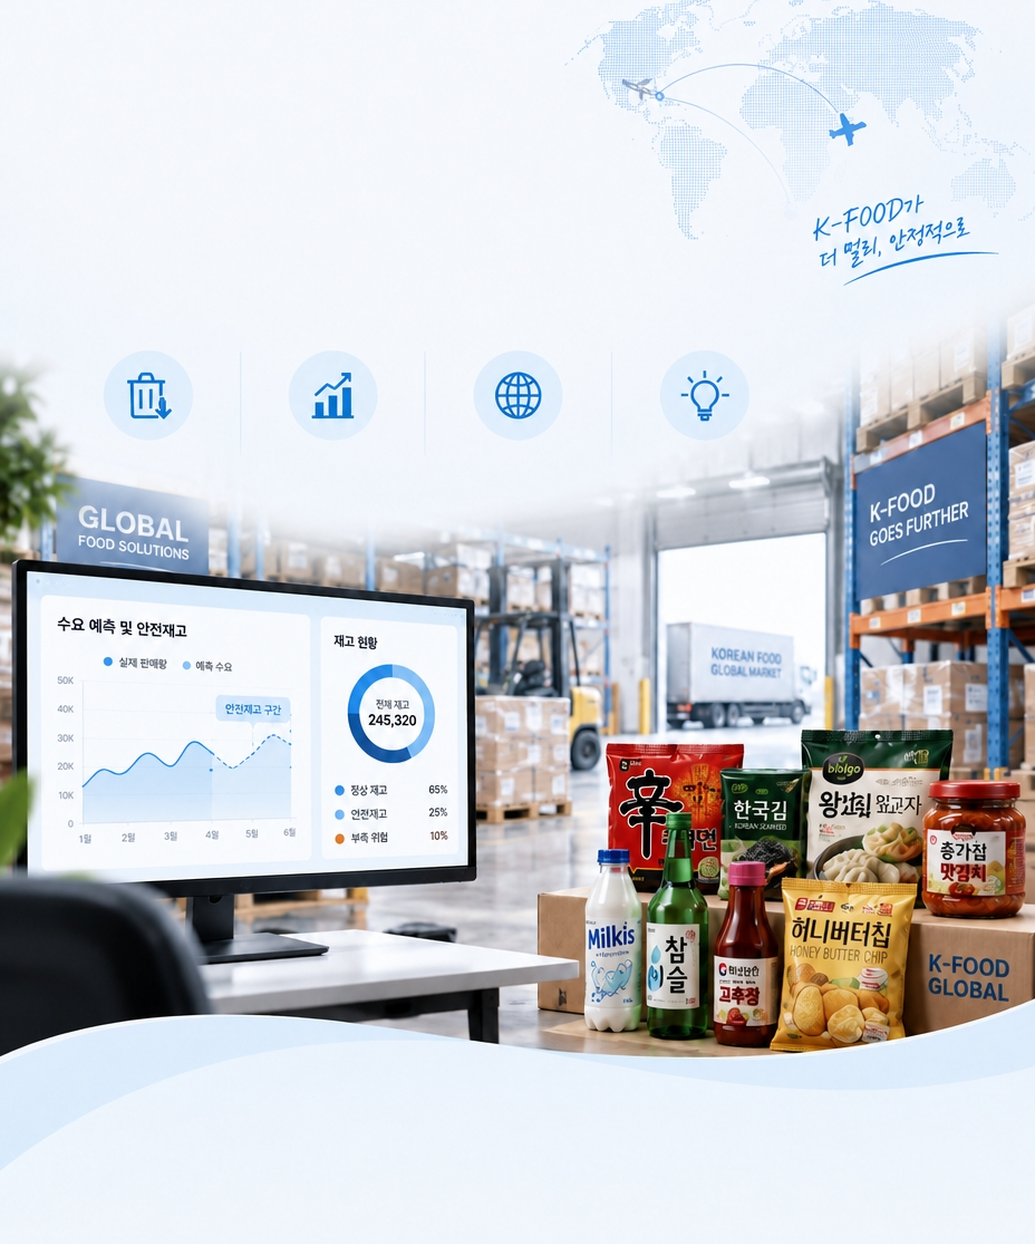 K-FOOD가
더 멀리, 안정적으로
GLOBAL
FOOD SOLUTIONS
K-FOOD
GOES FURTHER
KOREAN FOOD
GLOBAL MARKET
수요 예측 및 안전재고
실제 판매량
예측 수요
50K
40K
30K
20K
10K
0
안전재고 구간
1월
2월
3월
4월
5월
6월
재고 현황
전체 재고
245,320
정상 재고
65%
안전재고
25%
부족 위험
10%
辛
한국김
bibigo
왕교자
총가집
맛김치
Milkis
참
이슬
고추장
허니버터칩
HONEY BUTTER CHIP
K-FOOD
GLOBAL